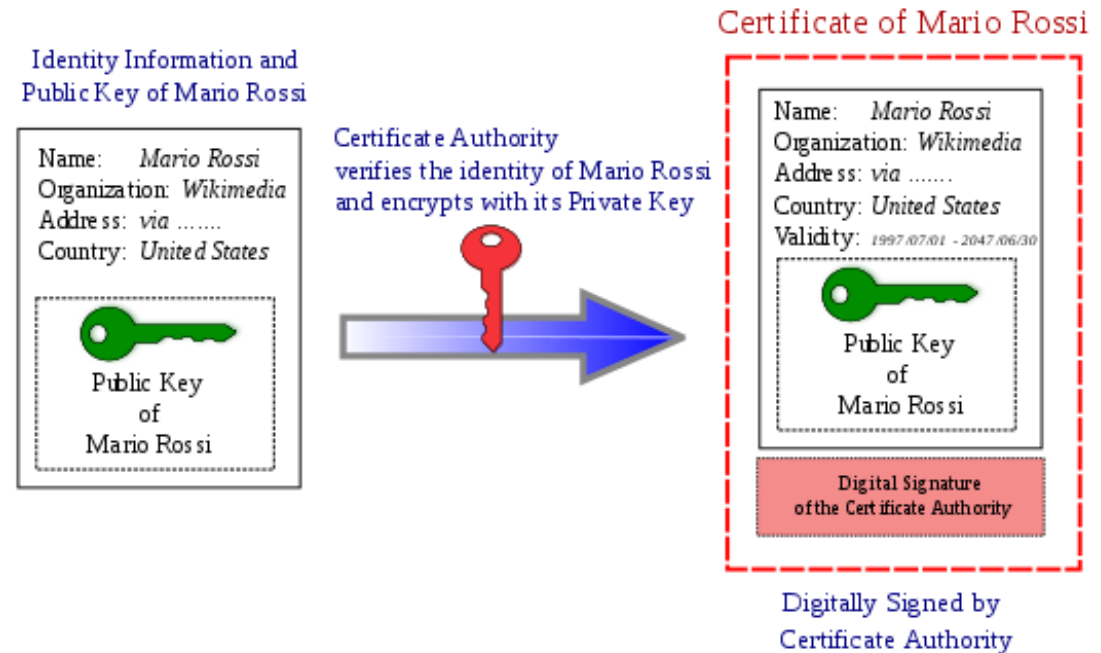 Identity Information and
Public Key of Mario Rossi
Name: Mario Rossi
Organization: Wikimedia
Address: via .......
Country: United States
Public Key
of
Mario Rossi
Certificate Authority
verifies the identity of Mario Rossi
and encrypts with its Private Key
Certificate of Mario Rossi
Name: Mario Rossi
Organization: Wikimedia
Address: via .......
Country: United States
Validity: 1997/07/01 - 2047/06/30
Public Key
of
Mario Rossi
Digital Signature
of the Certificate Authority
Digitally Signed by
Certificate Authority